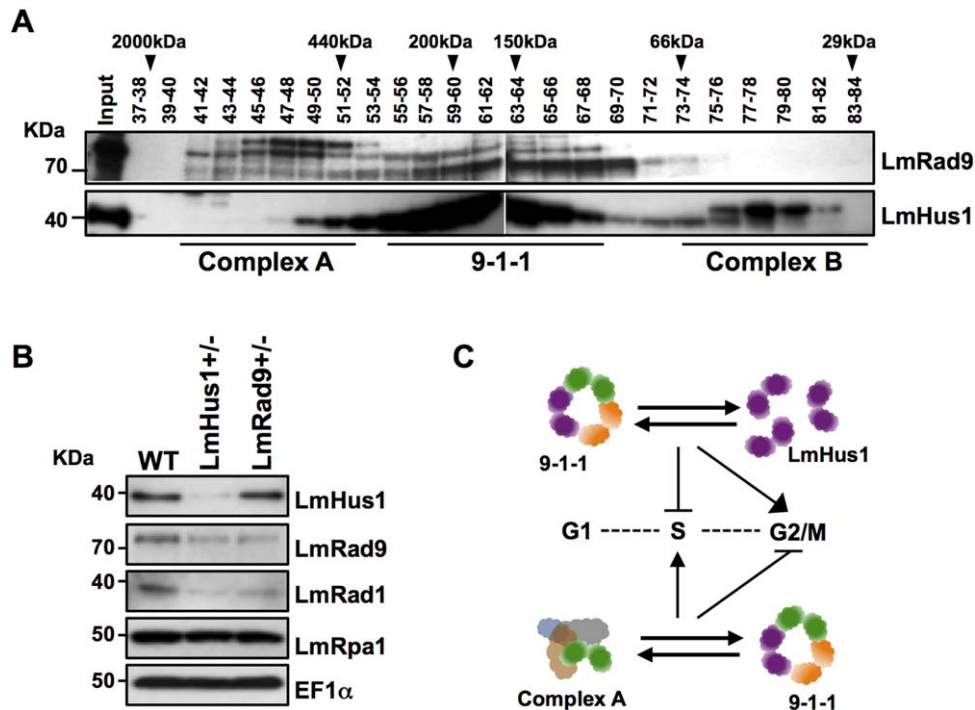 A
2000kDa 440kDa 200kDa 150kDa 66kDa 29kDa
Input 37-38 39-40 41-42 43-44 45-46 47-48 49-50 51-52 53-54 55-56 57-58 59-60 61-62 63-64 65-66 67-68 69-70 71-72 73-74 75-76 77-78 79-80 81-82 83-84
KDa
70 LmRad9
40 LmHus1
Complex A 9-1-1 Complex B
B
WT LmHus1+/- LmRad9+/-
KDa
40 LmHus1
70 LmRad9
40 LmRad1
50 LmRpa1
50 EF1α
C
9-1-1 LmHus1
G1 S G2/M
Complex A 9-1-1